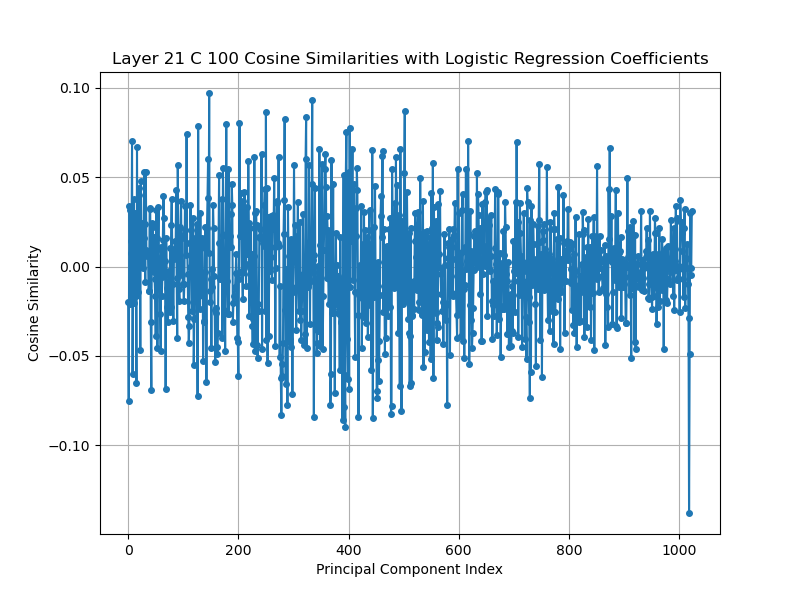 Layer 21 C 100 Cosine Similarities with Logistic Regression Coefficients
0.10
0.05
0.00
−0.05
−0.10
Cosine Similarity
0 200 400 600 800 1000
Principal Component Index